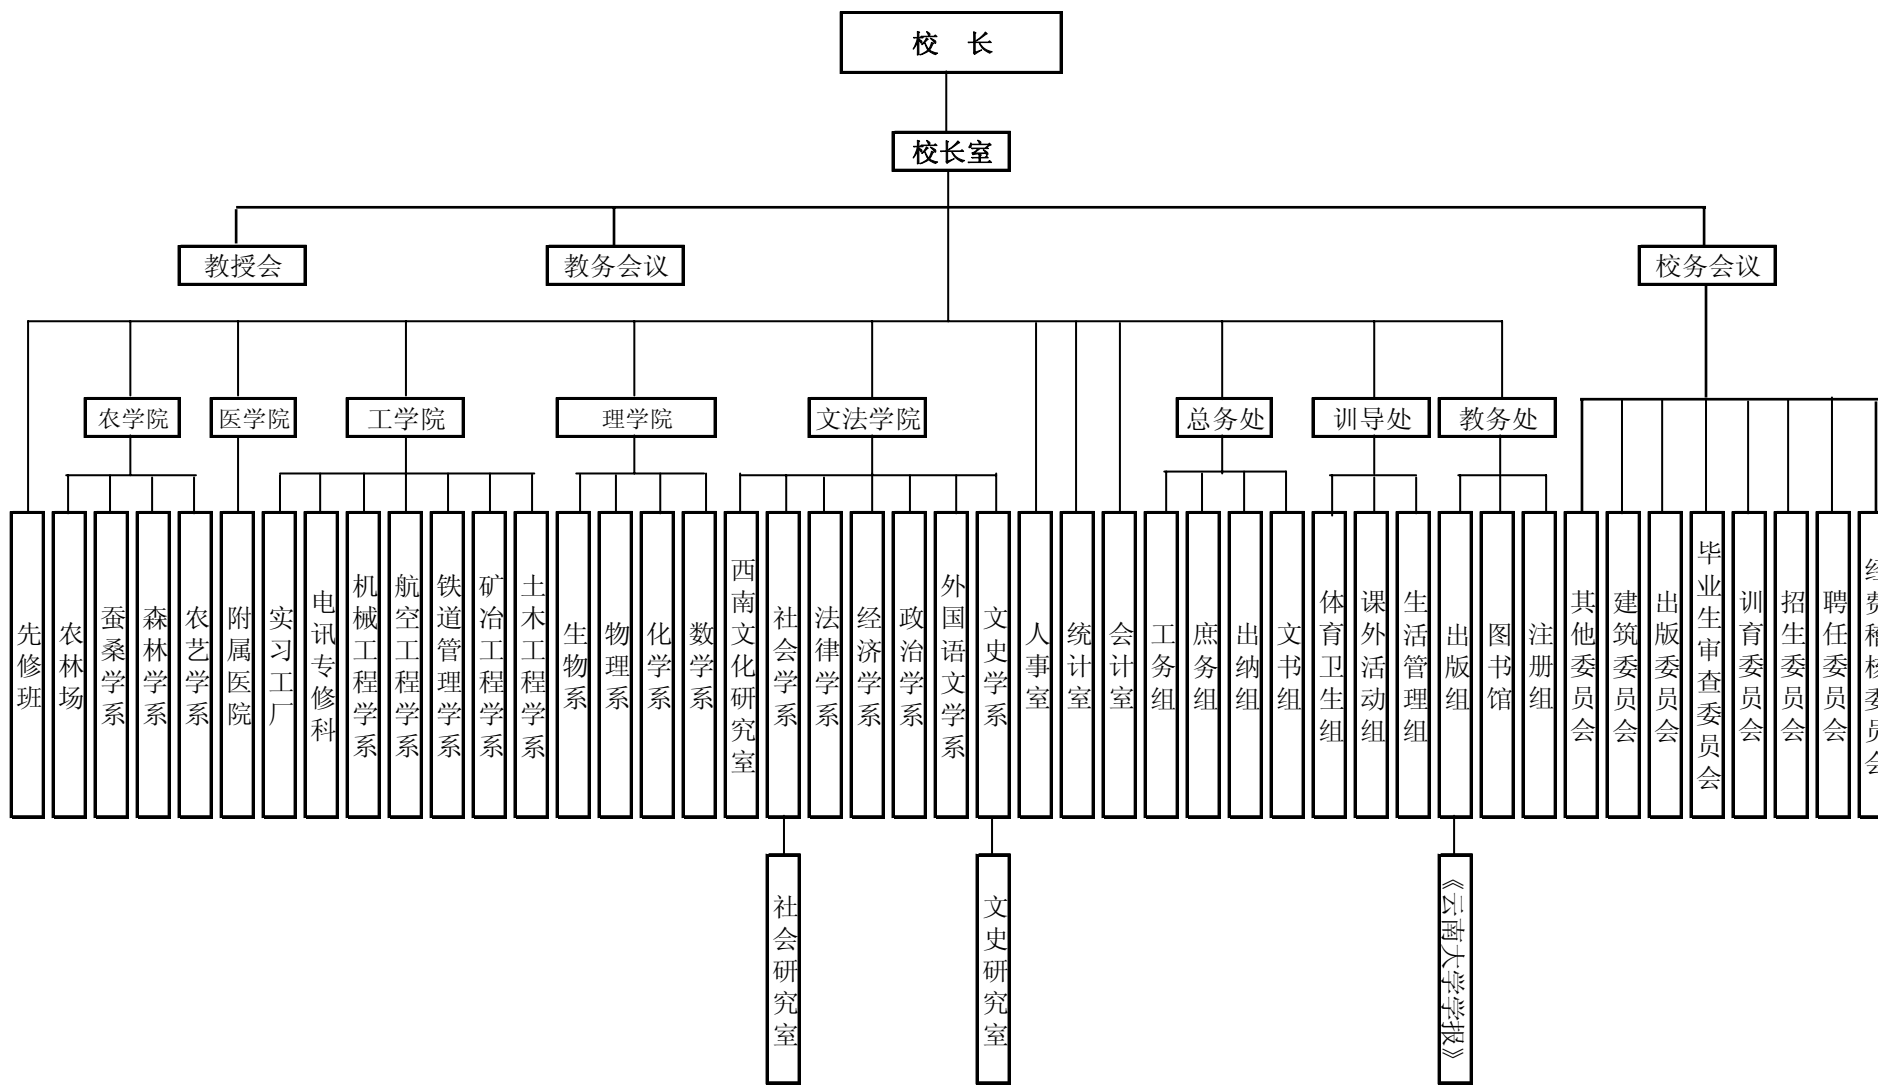 校 长
校长室
教授会
教务会议
校务会议
农学院
医学院
工学院
理学院
文法学院
总务处
训导处
教务处
先修班
农林场
蚕桑学系
森林学系
农艺学系
附属医院
实习工厂
电讯专修科
机械工程学系
航空工程学系
铁道管理学系
矿冶工程学系
土木工程学系
生物系
物理系
化学系
数学系
西南文化研究室
社会学系
法律学系
经济学系
政治学系
外国语文学系
文史学系
人事室
统计室
会计室
工务组
庶务组
出纳组
文书组
体育卫生组
课外活动组
生活管理组
出版组
图书馆
注册组
其他委员会
建筑委员会
出版委员会
毕业生审查委员会
训育委员会
招生委员会
聘任委员会
经费稽核委员会
社会研究室
文史研究室
《云南大学学报》